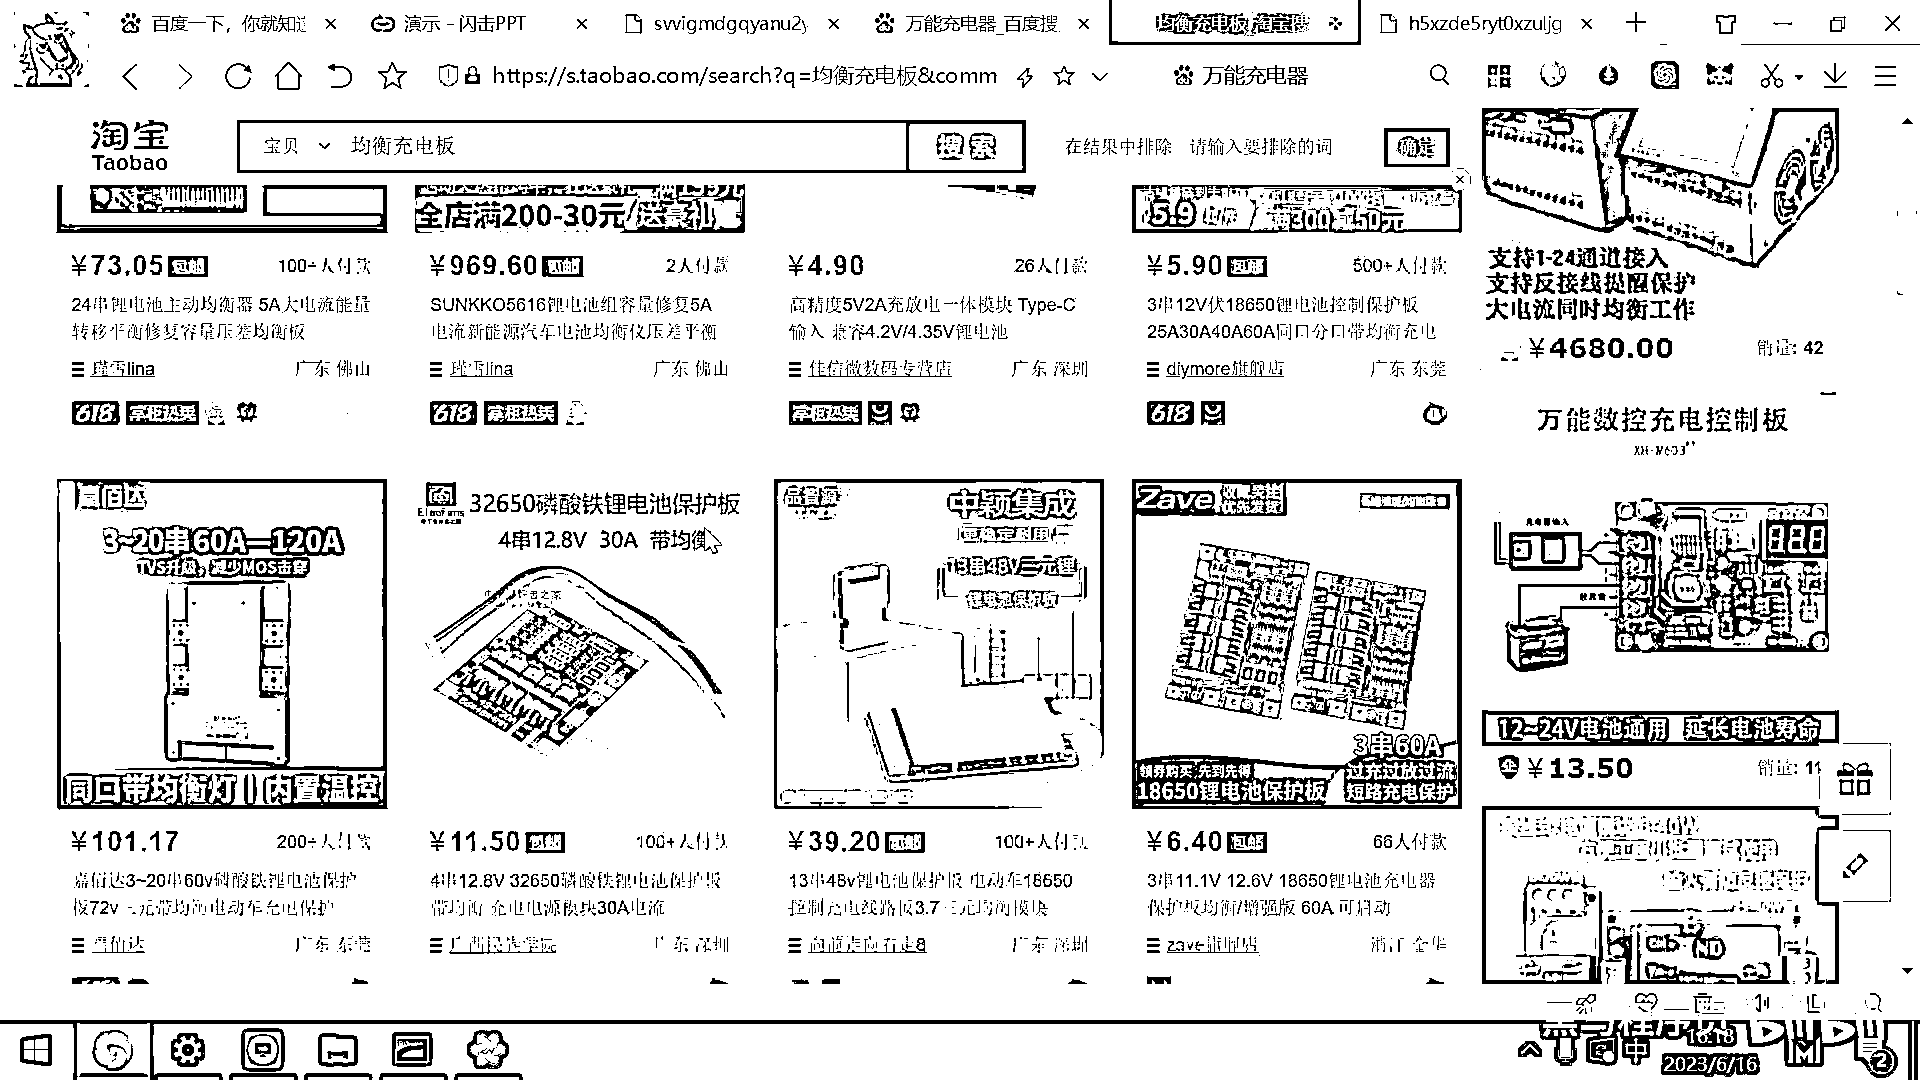 百度一下，你就知道
演示 - 闪击PPT
svvigmdgqyanu2y
万能充电器_百度搜
均衡充电板_淘宝搜
h5xzde5ryt0xzuljg
https://s.taobao.com/search?q=均衡充电板&comm
万能充电器
淘宝
Taobao
宝贝
均衡充电板
搜索
在结果中排除
请输入要排除的词
确定
全店满200-30元/送豪礼
5.9
满300减50元
¥73.05 包邮
100+人付款
¥969.60 包邮
2人付款
¥4.90
26人付款
¥5.90 包邮
500+人付款
24串锂电池主动均衡器 5A大电流能量
转移平衡修复容量压差均衡板
SUNKKO5616锂电池组容量修复5A
电流新能源汽车电池均衡仪压差平衡
高精度5V2A充放电一体模块 Type-C
输入 兼容4.2V/4.35V锂电池
3串12V伏18650锂电池控制保护板
25A30A40A60A同口分口带均衡充电
瑾雪lina
广东 佛山
瑾雪lina
广东 佛山
佳信微数码专营店
广东 深圳
diymore旗舰店
广东 东莞
618
618
618
支持1-24通道接入
支持反接线提醒保护
大电流同时均衡工作
¥4680.00
销量: 42
万能数控充电控制板
XH-M603
12~24V电池通用 延长电池寿命
¥13.50
销量: 11
嘉佰达
3~20串60A—120A
TVS升级，减少MOS击穿
同口带均衡灯 | 内置温控
32650磷酸铁锂电池保护板
4串12.8V 30A 带均衡
中颖集成
更稳定耐用
13串48V三元锂
锂电池保护板
Zave
3串60A
领券购买 先到先得
18650锂电池保护板
过充过放过流
短路充电保护
¥101.17
200+人付款
¥11.50 包邮
100+人付款
¥39.20 包邮
100+人付款
¥6.40 包邮
66人付款
嘉佰达3~20串60v磷酸铁锂电池保护
板72v三元带均衡电动车充电保护
4串12.8V 32650磷酸铁锂电池保护板
带均衡 充电电源模块30A电流
13串48v锂电池保护板 电动车18650
控制充电线路板3.7三元均衡模块
3串11.1V 12.6V 18650锂电池充电器
保护板均衡/增强版 60A 可启动
嘉佰达
广东 东莞
广东 深圳
向前走向右走8
广东 深圳
zave旗舰店
浙江 金华
黑马程序员
中
16:18
2023/6/16
2